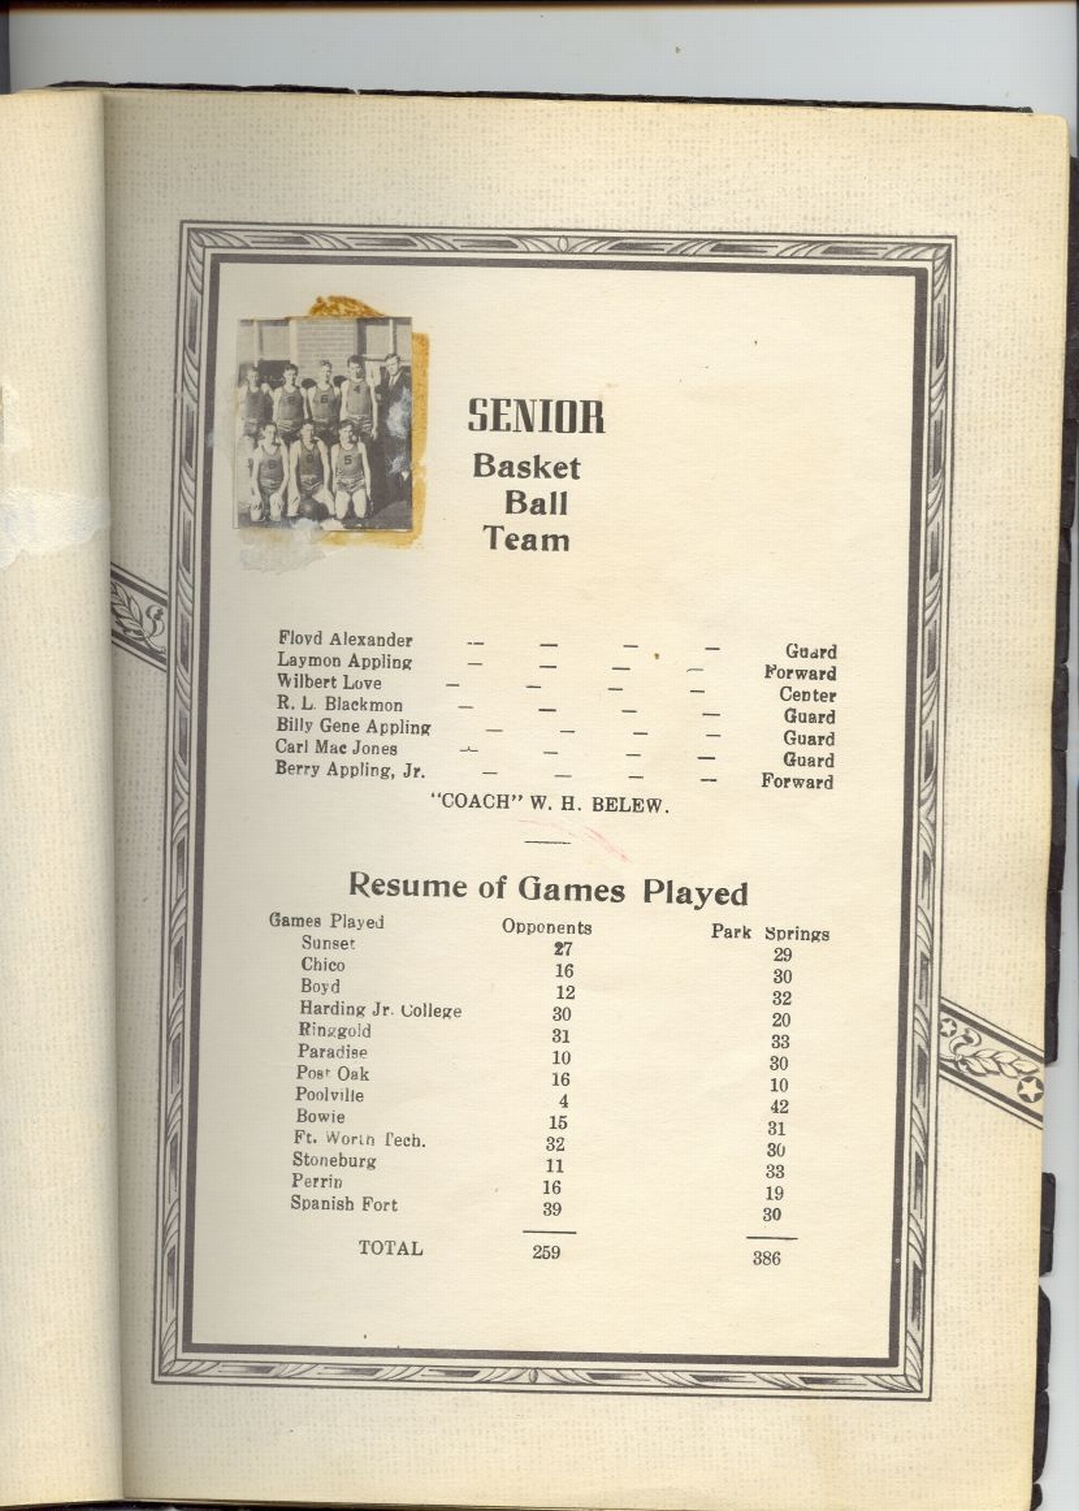 SENIOR
Basket
Ball
Team
Floyd Alexander -- — — — Guard
Laymon Appling — — — — Forward
Wilbert Love — — — — Center
R. L. Blackmon — — — — Guard
Billy Gene Appling — — — — Guard
Carl Mac Jones — — — — Guard
Berry Appling, Jr. — — — — Forward
"COACH" W. H. BELEW.
Resume of Games Played
Games Played Opponents Park Springs
Sunset 27 29
Chico 16 30
Boyd 12 32
Harding Jr. College 30 20
Ringgold 31 33
Paradise 10 30
Post Oak 16 10
Poolville 4 42
Bowie 15 31
Ft. Worth Tech. 32 30
Stoneburg 11 33
Perrin 16 19
Spanish Fort 39 30
TOTAL 259 386